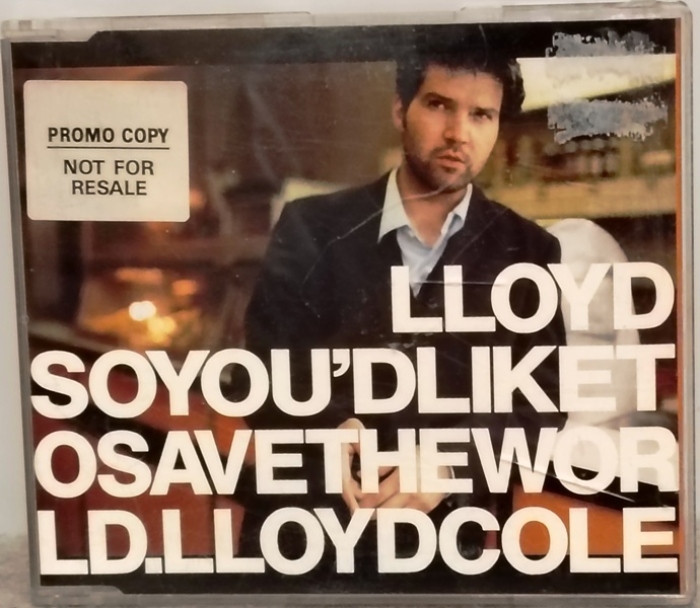 PROMO COPY
NOT FOR
RESALE
LLOYD
SOYOU'DLIKET
OSAVETHEWOR
LD.LLOYDCOLE